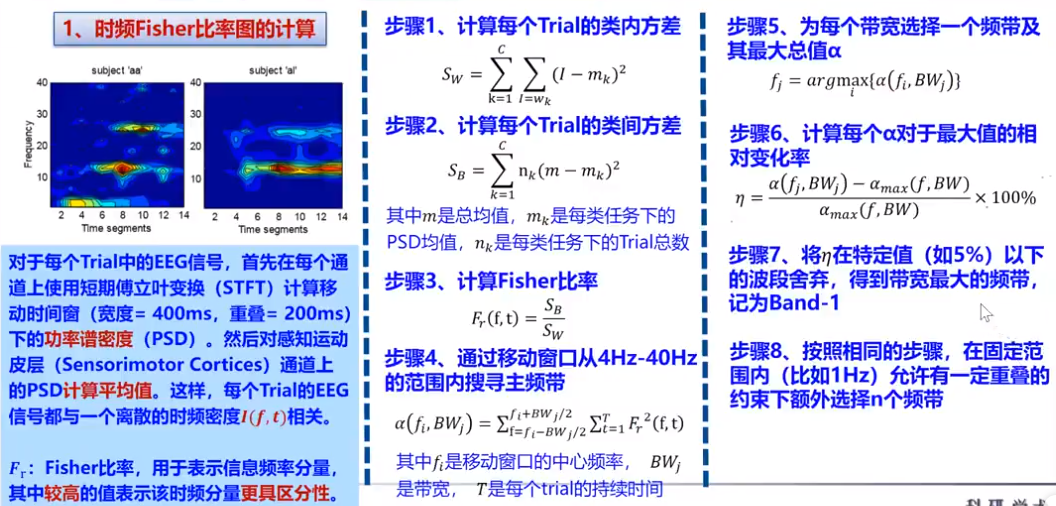 1、时频Fisher比率图的计算
subject 'aa'
subject 'al'
40
30
20
10
Frequency
2 4 6 8 10 12 14
Time segments
40
30
20
10
2 4 6 8 10 12 14
Time segments
对于每个Trial中的EEG信号，首先在每个通
道上使用短期傅立叶变换（STFT）计算移
动时间窗（宽度= 400ms，重叠= 200ms）
下的功率谱密度（PSD）。然后对感知运动
皮层（Sensorimotor Cortices）通道上
的PSD计算平均值。这样，每个Trial的EEG
信号都与一个离散的时频密度I(f,t)相关。
F_r：Fisher比率，用于表示信息频率分量，
其中较高的值表示该时频分量更具区分性。
步骤1、计算每个Trial的类内方差
S_W = \sum_{k=1}^{C} \sum_{I=w_k} (I − m_k)^2
步骤2、计算每个Trial的类间方差
S_B = \sum_{k=1}^{C} n_k(m − m_k)^2
其中m是总均值，m_k是每类任务下的
PSD均值，n_k是每类任务下的Trial总数
步骤3、计算Fisher比率
F_r(f,t) = \frac{S_B}{S_W}
步骤4、通过移动窗口从4Hz-40Hz
的范围内搜寻主频带
α(f_i, BW_j) = \sum_{f=f_i−BW_j/2}^{f_i+BW_j/2} \sum_{t=1}^{T} F_r^2(f,t)
其中f_i是移动窗口的中心频率， BW_j
是带宽， T是每个trial的持续时间
步骤5、为每个带宽选择一个频带及
其最大总值α
f_j = arg\max_i{α(f_i, BW_j)}
步骤6、计算每个α对于最大值的相
对变化率
η = \frac{α(f_j, BW_j) − α_{max}(f, BW)}{α_{max}(f, BW)} × 100%
步骤7、将η在特定值（如5%）以下
的波段舍弃，得到带宽最大的频带，
记为Band-1
步骤8、按照相同的步骤，在固定范
围内（比如1Hz）允许有一定重叠的
约束下额外选择n个频带